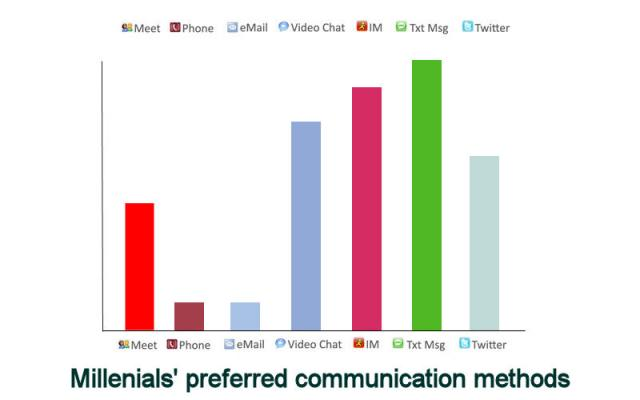 Meet Phone eMail Video Chat IM Txt Msg Twitter
Meet Phone eMail Video Chat IM Txt Msg Twitter
Millenials' preferred communication methods